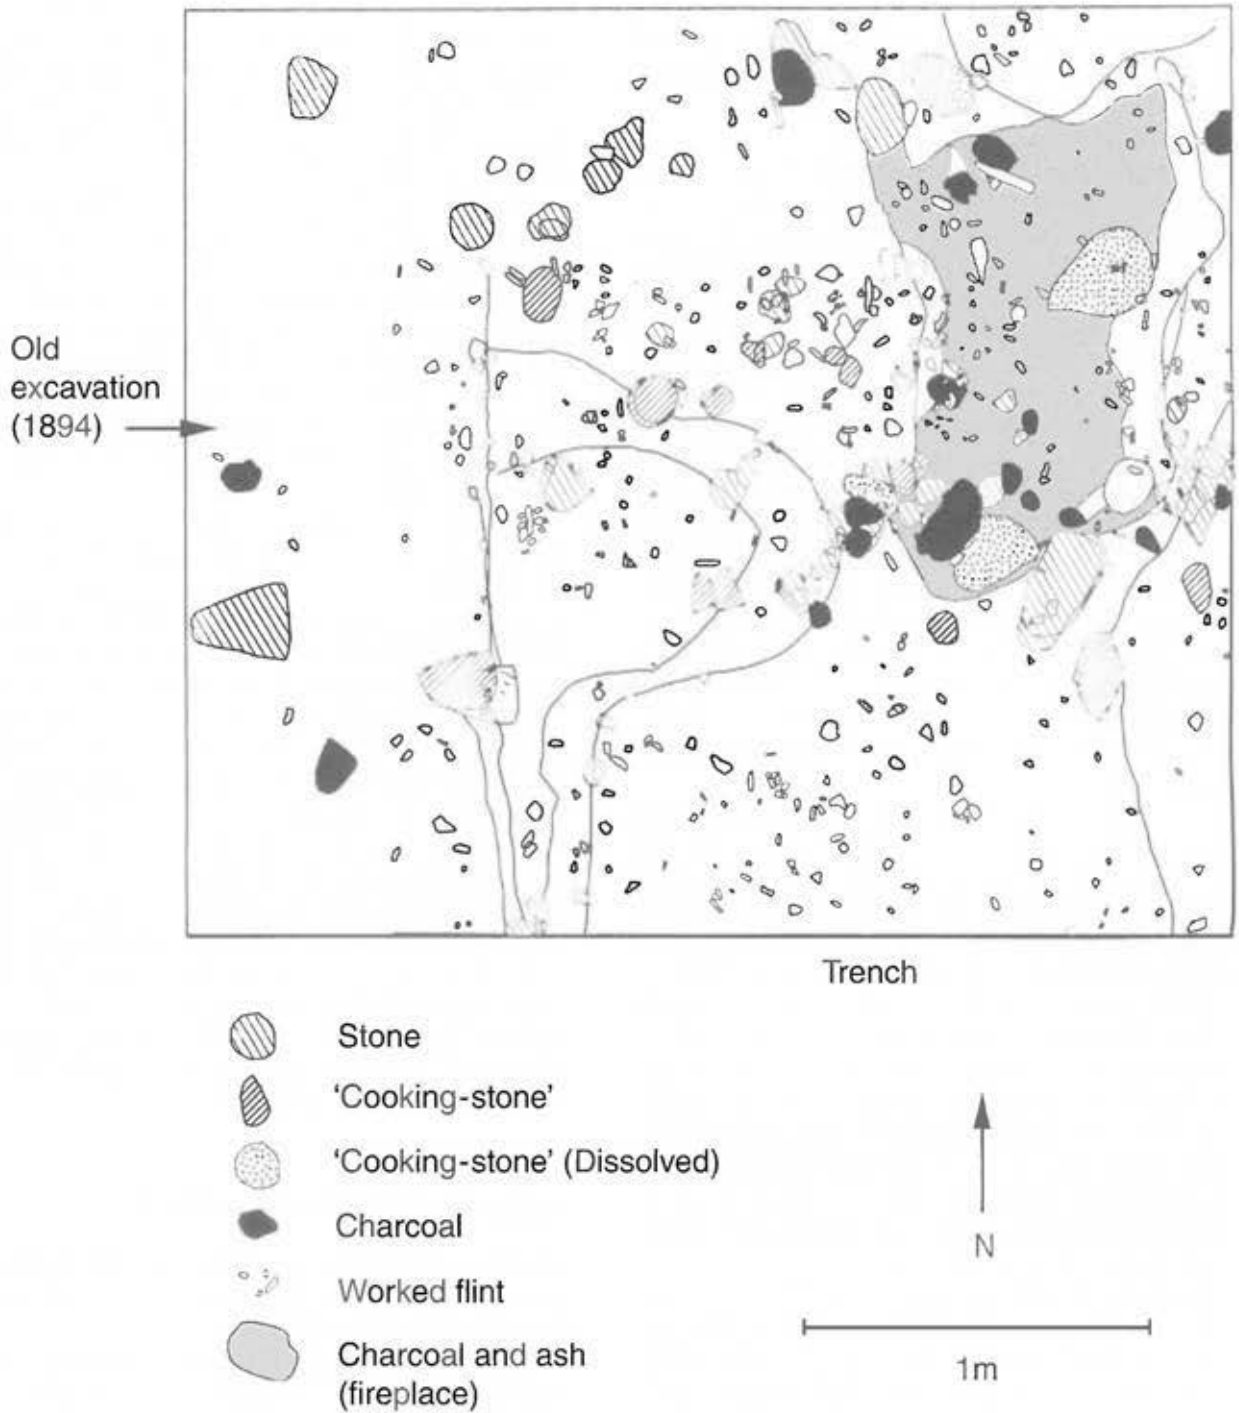 Old
excavation
(1894)
Trench
Stone
‘Cooking-stone’
‘Cooking-stone’ (Dissolved)
Charcoal
Worked flint
Charcoal and ash
(fireplace)
N
1m